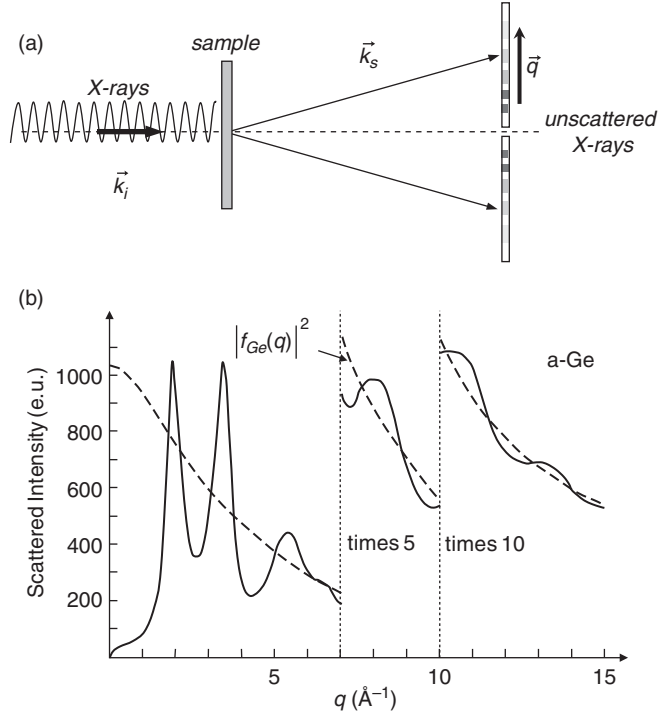 (a)
sample
X-rays
k⃗s
q⃗
unscattered
X-rays
k⃗i
(b)
|fGe(q)|²
a-Ge
1000
800
600
400
200
Scattered Intensity (e.u.)
times 5
times 10
0
5
10
15
q (Å⁻¹)